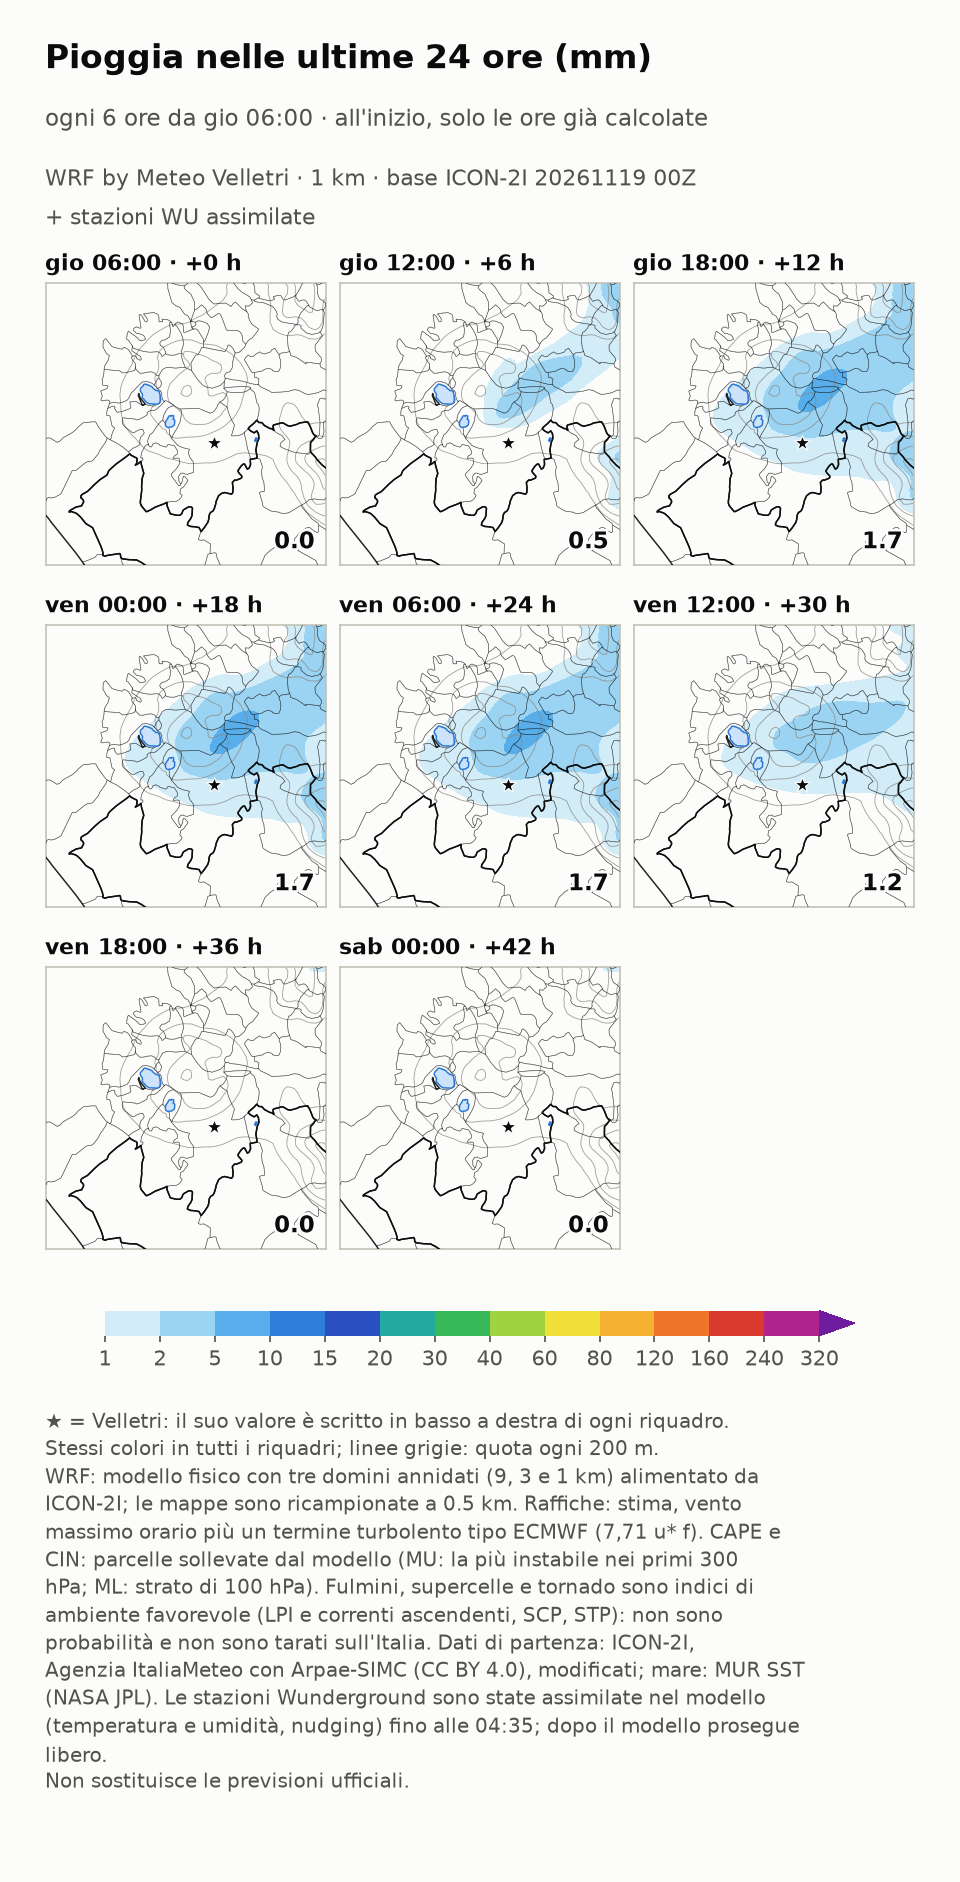 Pioggia nelle ultime 24 ore (mm)
ogni 6 ore da gio 06:00 · all'inizio, solo le ore già calcolate
WRF by Meteo Velletri · 1 km · base ICON-2I 20261119 00Z
+ stazioni WU assimilate
gio 06:00 · +0 h
gio 12:00 · +6 h
gio 18:00 · +12 h
0.0
0.5
1.7
ven 00:00 · +18 h
ven 06:00 · +24 h
ven 12:00 · +30 h
1.7
1.7
1.2
ven 18:00 · +36 h
sab 00:00 · +42 h
0.0
0.0
1 2 5 10 15 20 30 40 60 80 120 160 240 320
★ = Velletri: il suo valore è scritto in basso a destra di ogni riquadro.
Stessi colori in tutti i riquadri; linee grigie: quota ogni 200 m.
WRF: modello fisico con tre domini annidati (9, 3 e 1 km) alimentato da
ICON-2I; le mappe sono ricampionate a 0.5 km. Raffiche: stima, vento
massimo orario più un termine turbolento tipo ECMWF (7,71 u* f). CAPE e
CIN: parcelle sollevate dal modello (MU: la più instabile nei primi 300
hPa; ML: strato di 100 hPa). Fulmini, supercelle e tornado sono indici di
ambiente favorevole (LPI e correnti ascendenti, SCP, STP): non sono
probabilità e non sono tarati sull'Italia. Dati di partenza: ICON-2I,
Agenzia ItaliaMeteo con Arpae-SIMC (CC BY 4.0), modificati; mare: MUR SST
(NASA JPL). Le stazioni Wunderground sono state assimilate nel modello
(temperatura e umidità, nudging) fino alle 04:35; dopo il modello prosegue
libero.
Non sostituisce le previsioni ufficiali.